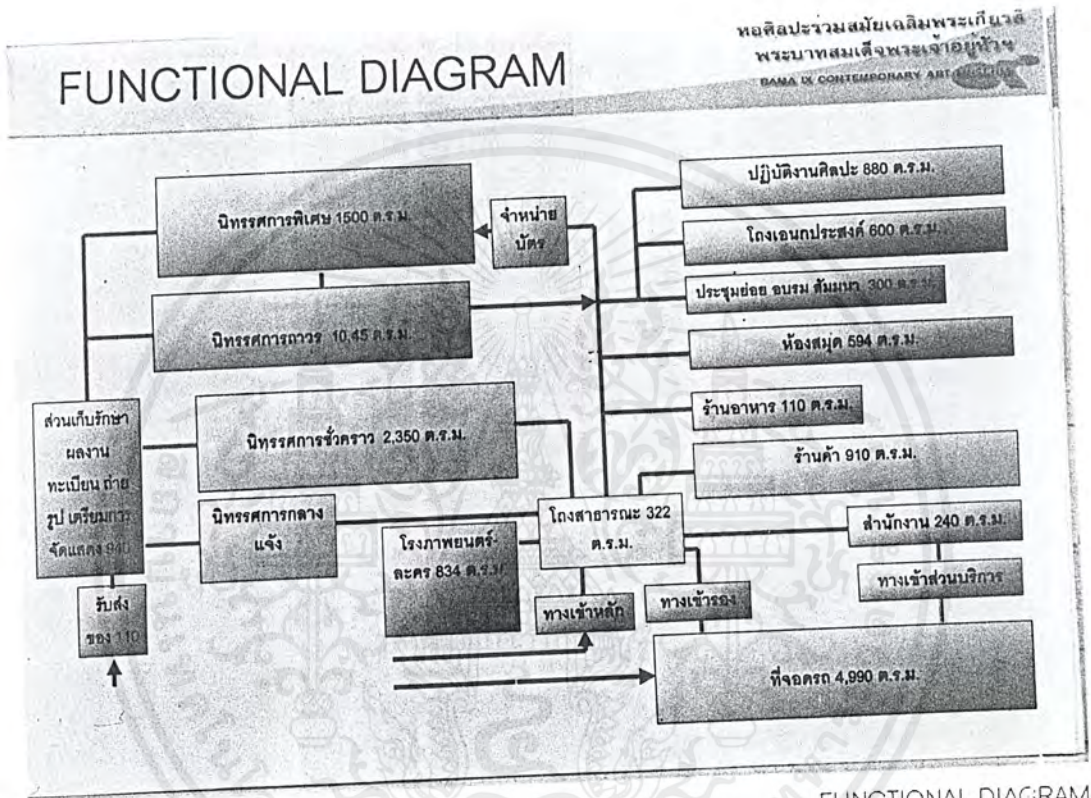 หอศิลปะร่วมสมัยเฉลิมพระเกียรติ
พระบาทสมเด็จพระเจ้าอยู่หัวฯ
RAMA IX CONTEMPORARY ART MUSEUM
FUNCTIONAL DIAGRAM
นิทรรศการพิเศษ 1500 ต.ร.ม.
จำหน่าย
บัตร
ปฏิบัติงานศิลปะ 880 ต.ร.ม.
โถงเอนกประสงค์ 600 ต.ร.ม.
ประชุมย่อย อบรม สัมมนา 300 ต.ร.ม.
นิทรรศการถาวร 10,45 ต.ร.ม.
ห้องสมุด 594 ต.ร.ม.
ร้านอาหาร 110 ต.ร.ม.
ร้านค้า 910 ต.ร.ม.
ส่วนเก็บรักษา
ผลงาน
ทะเบียน ถ่าย
รูป เตรียมการ
จัดแสดง 940
นิทรรศการชั่วคราว 2,350 ต.ร.ม.
นิทรรศการกลาง
แจ้ง
โรงภาพยนตร์-
ละคร 834 ต.ร.ม
โถงสาธารณะ 322
ต.ร.ม.
สำนักงาน 240 ต.ร.ม.
ทางเข้าส่วนบริการ
รับส่ง
ของ 110
ทางเข้าหลัก
ทางเข้ารอง
ที่จอดรถ 4,990 ต.ร.ม.
FUNCTIONAL DIAGRAM